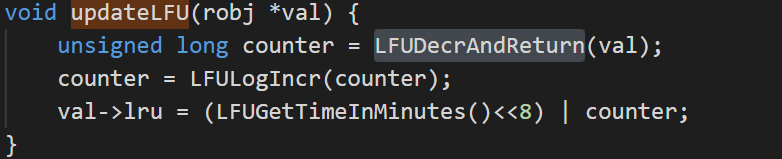 void updateLFU(robj *val) {
    unsigned long counter = LFUDecrAndReturn(val);
    counter = LFULogIncr(counter);
    val->lru = (LFUGetTimeInMinutes()<<8) | counter;
}